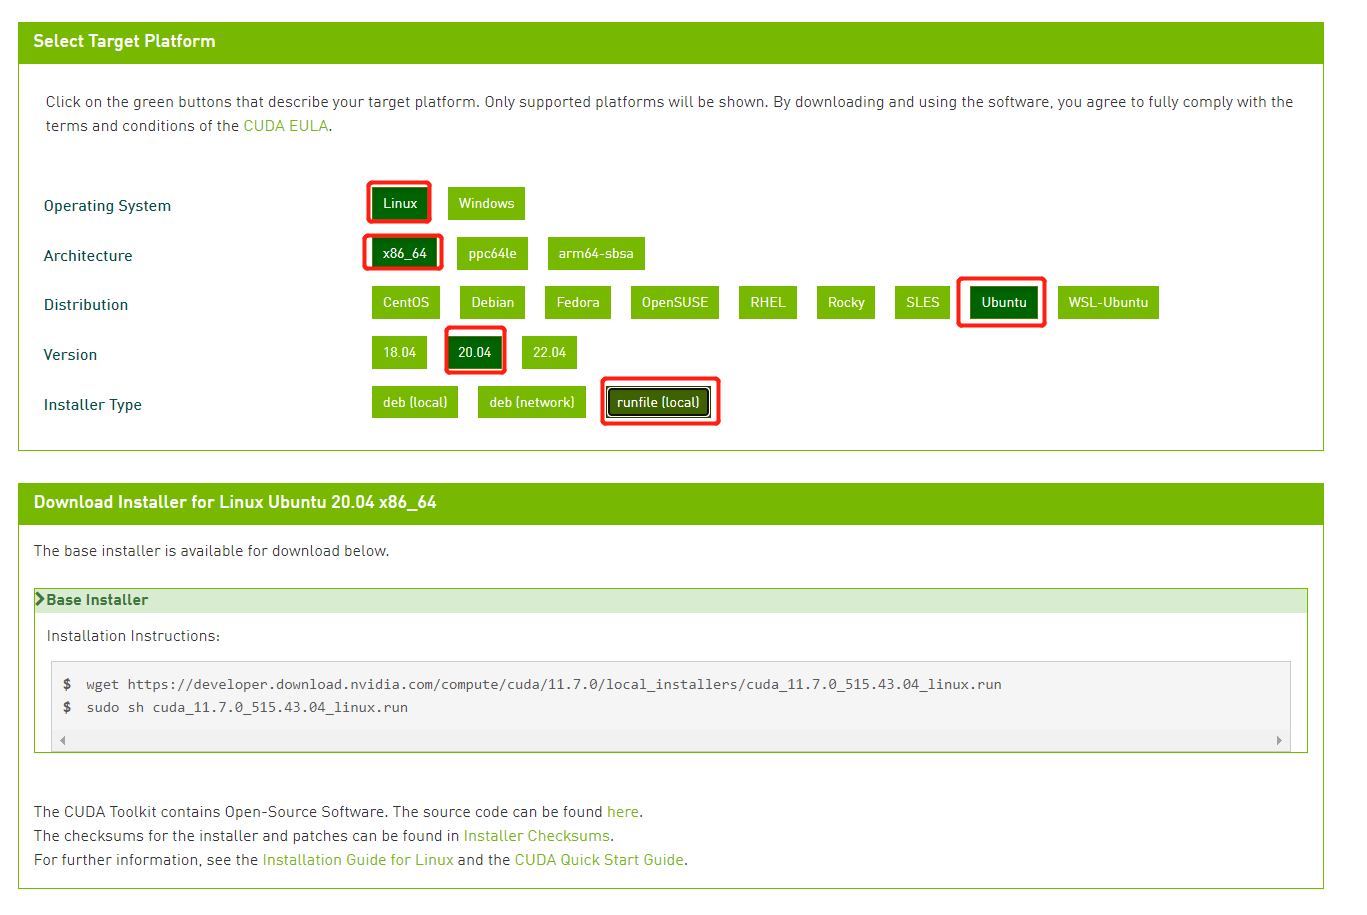 Select Target Platform
Click on the green buttons that describe your target platform. Only supported platforms will be shown. By downloading and using the software, you agree to fully comply with the
terms and conditions of the CUDA EULA.
Operating System Linux Windows
Architecture x86_64 ppc64le arm64-sbsa
Distribution CentOS Debian Fedora OpenSUSE RHEL Rocky SLES Ubuntu WSL-Ubuntu
Version 18.04 20.04 22.04
Installer Type deb (local) deb (network) runfile (local)
Download Installer for Linux Ubuntu 20.04 x86_64
The base installer is available for download below.
Base Installer
Installation Instructions:
$ wget https://developer.download.nvidia.com/compute/cuda/11.7.0/local_installers/cuda_11.7.0_515.43.04_linux.run
$ sudo sh cuda_11.7.0_515.43.04_linux.run
The CUDA Toolkit contains Open-Source Software. The source code can be found here.
The checksums for the installer and patches can be found in Installer Checksums.
For further information, see the Installation Guide for Linux and the CUDA Quick Start Guide.